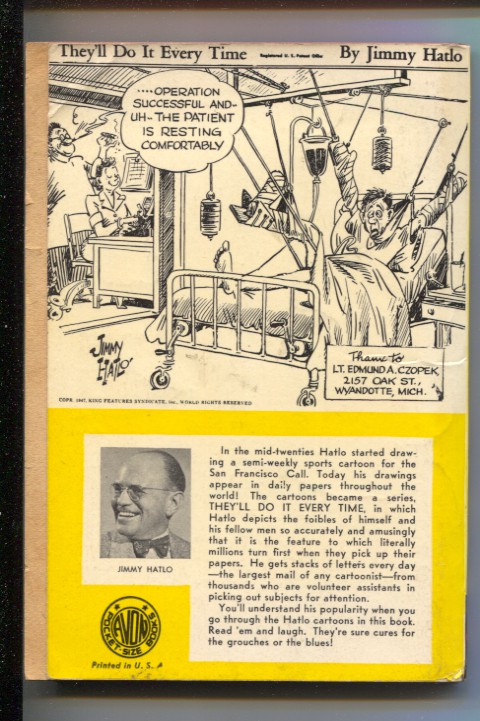 They'll Do It Every Time
Registered U. S. Patent Office
By Jimmy Hatlo
....OPERATION
SUCCESSFUL AND-
UH--THE PATIENT
IS RESTING
COMFORTABLY
JIMMY
HATLO
Thanx to
LT. EDMUND A. CZOPEK,
2157 OAK ST.,
WYANDOTTE, MICH.
COPR. 1947, KING FEATURES SYNDICATE, Inc., WORLD RIGHTS RESERVED
JIMMY HATLO
In the mid-twenties Hatlo started draw-
ing a semi-weekly sports cartoon for the
San Francisco Call. Today his drawings
appear in daily papers throughout the
world! The cartoons became a series,
THEY'LL DO IT EVERY TIME, in which
Hatlo depicts the foibles of himself and
his fellow men so accurately and amusingly
that it is the feature to which literally
millions turn first when they pick up their
papers. He gets stacks of letters every day
—the largest mail of any cartoonist—from
thousands who are volunteer assistants in
picking out subjects for attention.
You'll understand his popularity when you
go through the Hatlo cartoons in this book.
Read 'em and laugh. They're sure cures for
the grouches or the blues!
AVON
POCKET-SIZE BOOKS
Printed in U. S. A